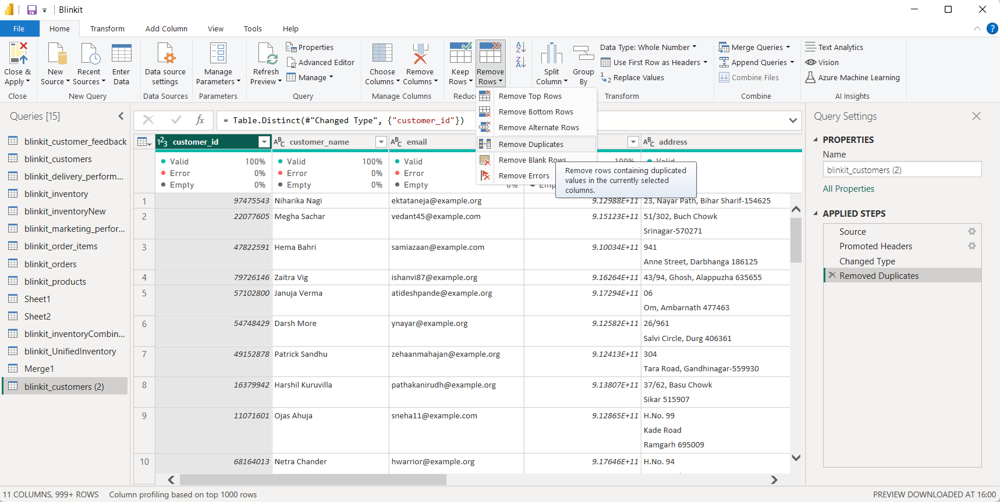 Blinkit
File Home Transform Add Column View Tools Help
Close & Apply
New Source
Recent Sources
Enter Data
Data source settings
Manage Parameters
Refresh Preview
Properties
Advanced Editor
Manage
Choose Columns
Remove Columns
Keep Rows
Remove Rows
Split Column
Group By
Data Type: Whole Number
Use First Row as Headers
Replace Values
Merge Queries
Append Queries
Combine Files
Text Analytics
Vision
Azure Machine Learning
Close New Query Data Sources Parameters Query Manage Columns Reduc Transform Combine AI Insights
Remove Top Rows
Remove Bottom Rows
Remove Alternate Rows
Remove Duplicates
Remove Blank Rows
Remove Errors
Remove rows containing duplicated
values in the currently selected
columns.
Queries [15]
blinkit_customer_feedback
blinkit_customers
blinkit_delivery_perform...
blinkit_inventory
blinkit_inventoryNew
blinkit_marketing_perfor...
blinkit_order_items
blinkit_orders
blinkit_products
Sheet1
Sheet2
blinkit_inventoryCombin...
blinkit_UnifiedInventory
Merge1
blinkit_customers (2)
fx = Table.Distinct(#"Changed Type", {"customer_id"})
123 customer_id ABC customer_name ABC email ABC address
Valid 100% Valid 100% Valid 100% Valid
Error 0% Error 0% Error
Empty 0% Empty 0% Empty 0% Emp
1 97475543 Niharika Nagi ektataneja@example.org 9.12988E+11 23, Nayar Path, Bihar Sharif-154625
2 22077605 Megha Sachar vedant45@example.com 9.15123E+11 51/302, Buch Chowk
Srinagar-570271
3 47822591 Hema Bahri samiazaan@example.com 9.10034E+11 941
Anne Street, Darbhanga 186125
4 79726146 Zaitra Vig ishanvi87@example.org 9.16264E+11 43/94, Ghosh, Alappuzha 635655
5 57102800 Januja Verma atideshpande@example.org 9.17294E+11 06
Om, Ambarnath 477463
6 54748429 Darsh More ynayar@example.org 9.12582E+11 26/961
Salvi Circle, Durg 406361
7 49152878 Patrick Sandhu zehaanmahajan@example.org 9.12413E+11 304
Tara Road, Gandhinagar-559930
8 16379942 Harshil Kuruvilla pathakanirudh@example.org 9.13807E+11 37/62, Basu Chowk
Sikar 515907
9 11071601 Ojas Ahuja sneha11@example.com 9.12865E+11 H.No. 99
Kade Road
Ramgarh 695009
10 68164013 Netra Chander hwarrior@example.org 9.17646E+11 H.No. 94
Query Settings
PROPERTIES
Name
blinkit_customers (2)
All Properties
APPLIED STEPS
Source
Promoted Headers
Changed Type
Removed Duplicates
11 COLUMNS, 999+ ROWS Column profiling based on top 1000 rows PREVIEW DOWNLOADED AT 16:00